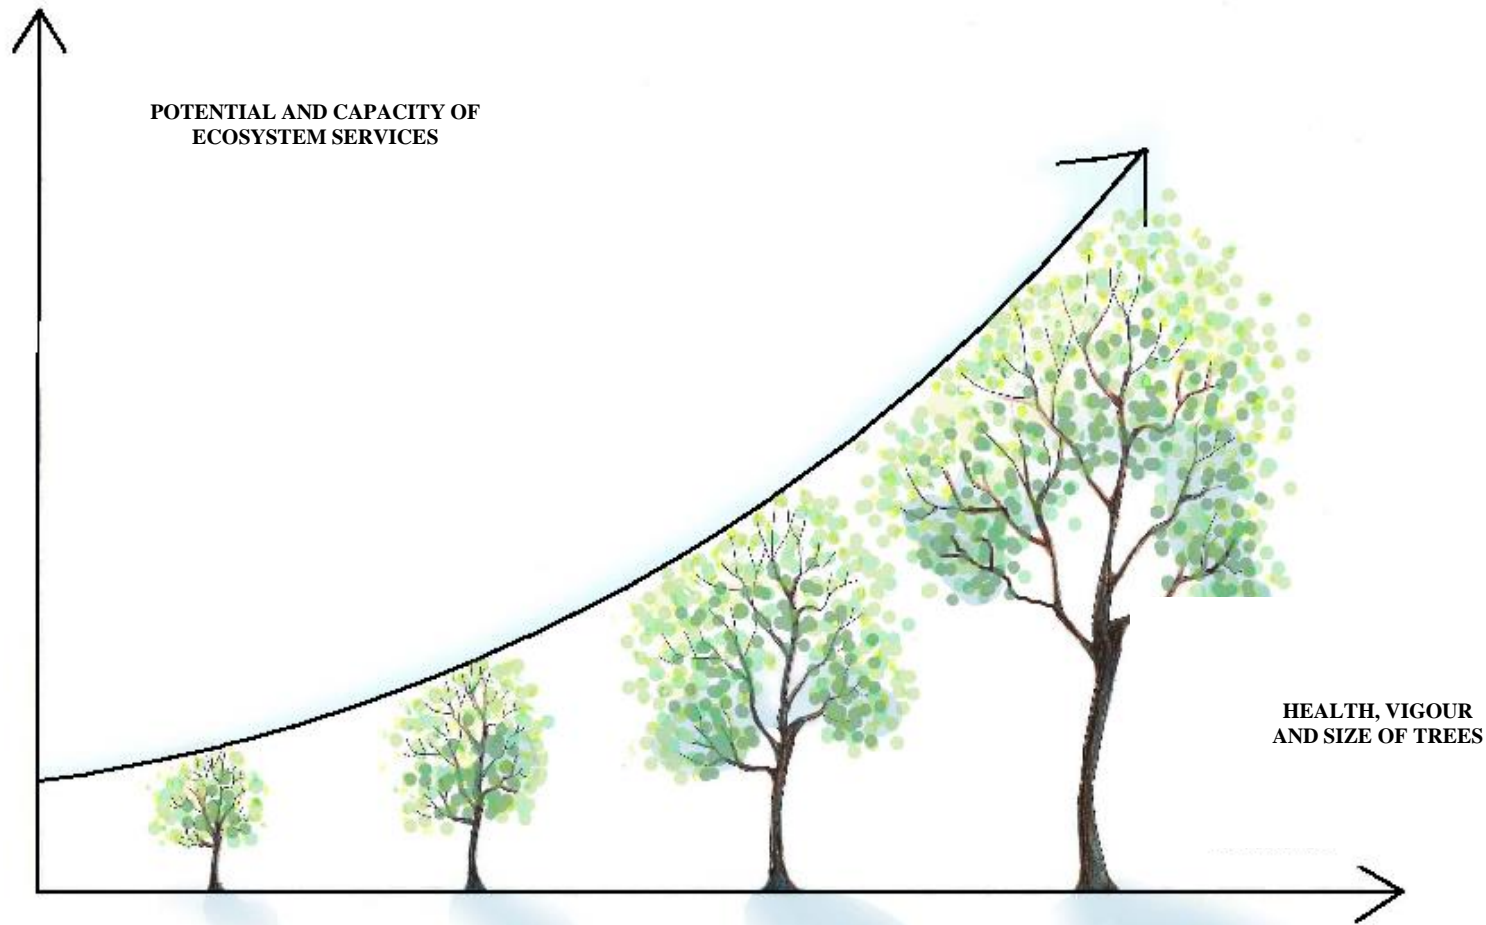 POTENTIAL AND CAPACITY OF
ECOSYSTEM SERVICES
HEALTH, VIGOUR
AND SIZE OF TREES